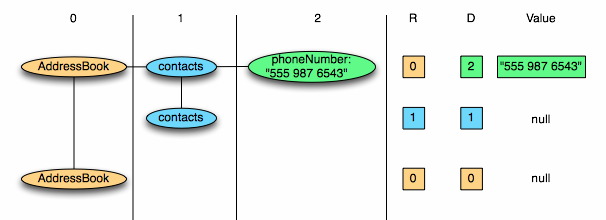 0 1 2 R D Value
AddressBook contacts phoneNumber: "555 987 6543" 0 2 "555 987 6543"
contacts 1 1 null
AddressBook 0 0 null